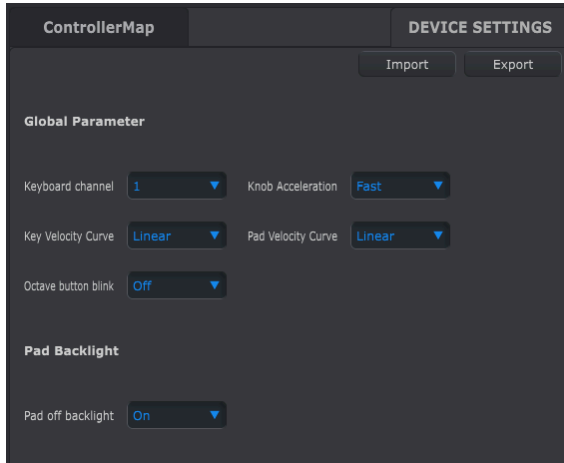 ControllerMap DEVICE SETTINGS
Import Export
Global Parameter
Keyboard channel 1 Knob Acceleration Fast
Key Velocity Curve Linear Pad Velocity Curve Linear
Octave button blink Off
Pad Backlight
Pad off backlight On